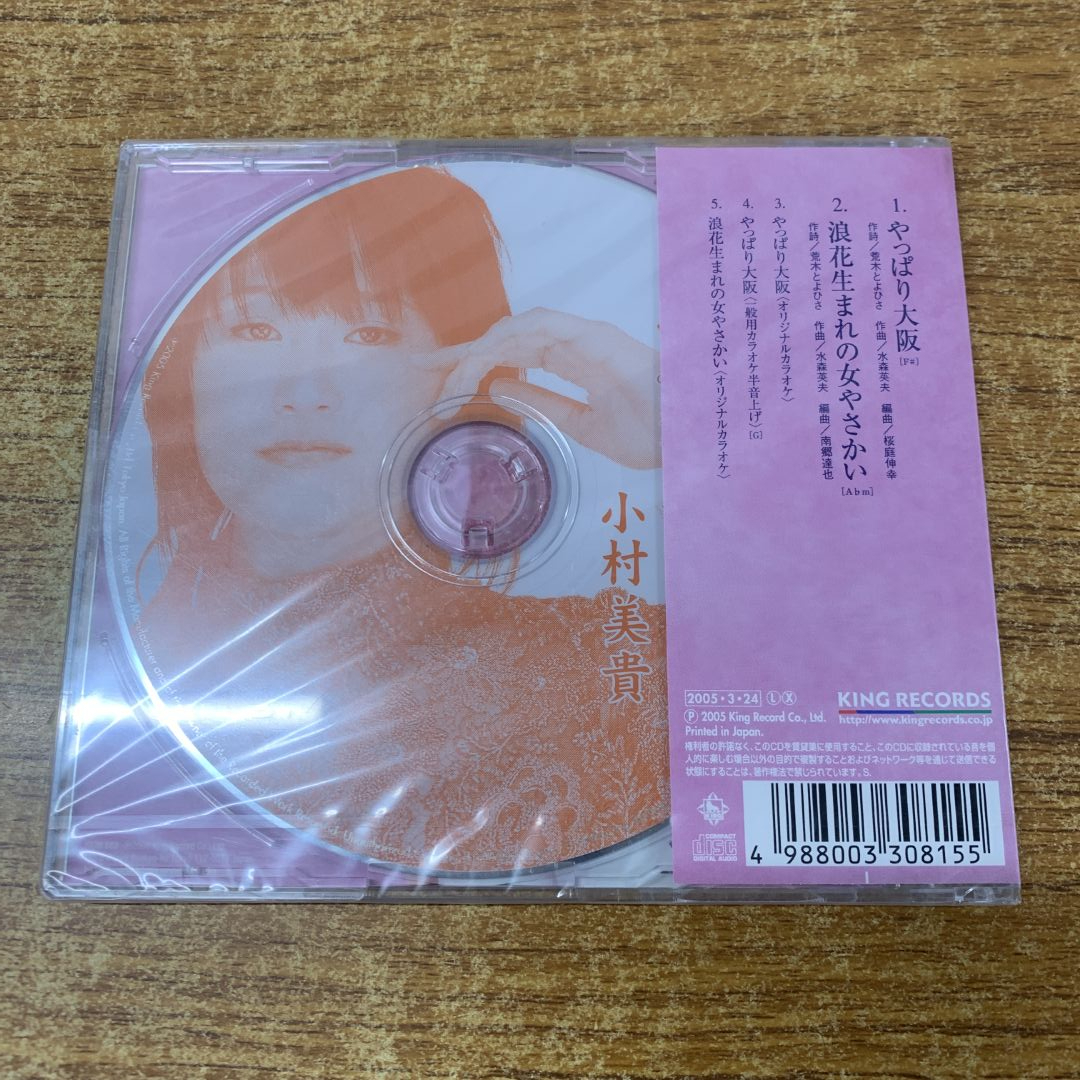 1. やっぱり大阪[F#]
作詩／荒木とよひさ 作曲／水森英夫 編曲／桜庭伸幸
2. 浪花生まれの女やさかい[Abm]
作詩／荒木とよひさ 作曲／水森英夫 編曲／南郷達也
3. やっぱり大阪〈オリジナルカラオケ〉
4. やっぱり大阪〈一般用カラオケ半音上げ〉[G]
5. 浪花生まれの女やさかい〈オリジナルカラオケ〉
小村美貴
2005・3・24 Ⓛ Ⓧ
KING RECORDS
Ⓟ 2005 King Record Co., Ltd.
http://www.kingrecords.co.jp
Printed in Japan.
権利者の許諾なく、このCDを賃貸業に使用すること、このCDに収録されている音を個
人的に楽しむ場合以外の目的で複製することおよびネットワーク等を通じて送信できる
状態にすることは、著作権法で禁じられています。S.
COMPACT
disc
DIGITAL AUDIO
4 988003 308155